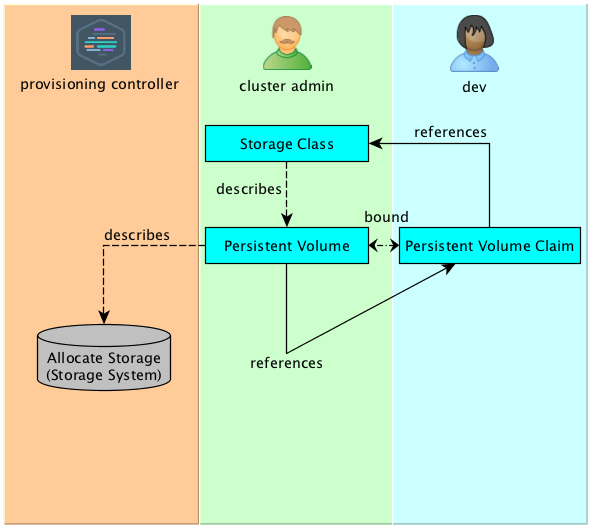 provisioning controller
cluster admin
dev
references
Storage Class
describes
bound
describes
Persistent Volume
Persistent Volume Claim
Allocate Storage
(Storage System)
references